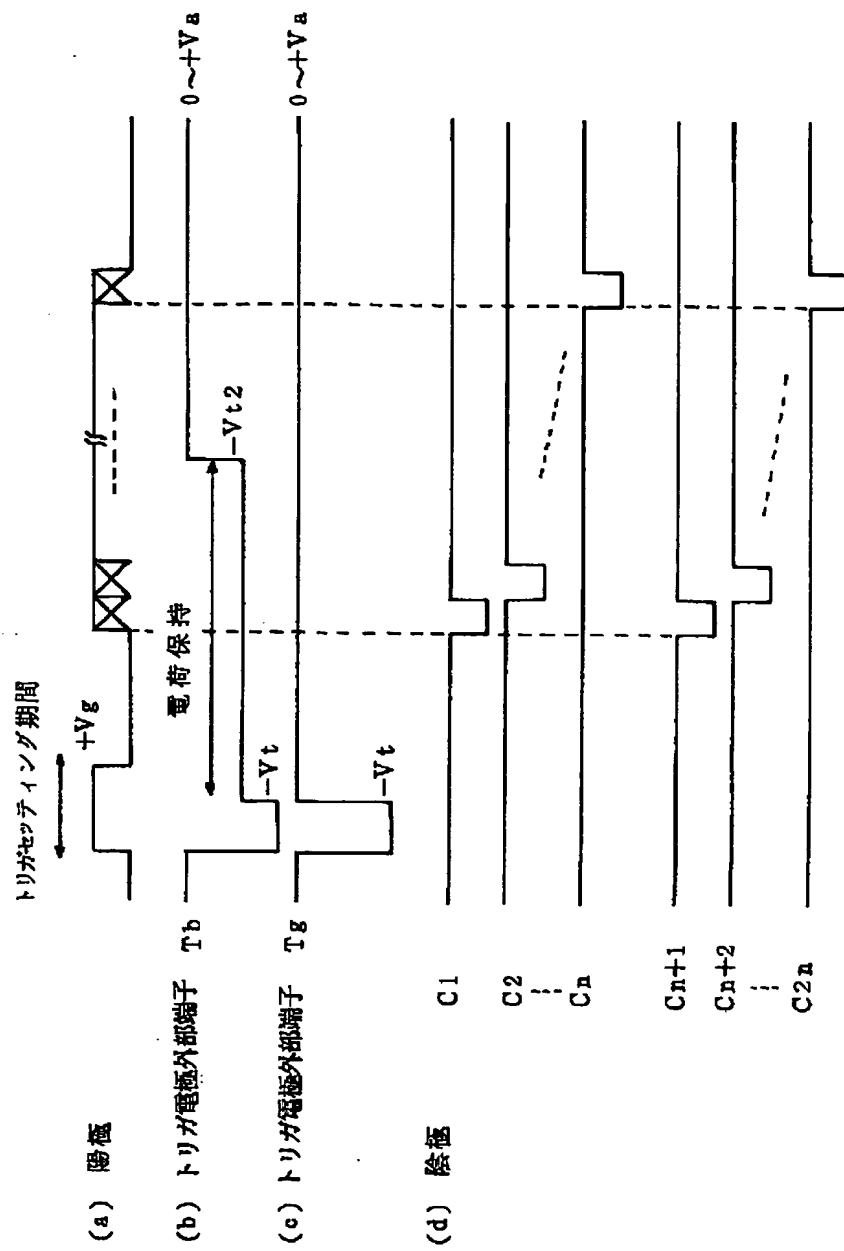 トリガセッティング期間
(a) 陽極
+Vg
(b) トリガ電極外部端子 Tb
0～+Va
電荷保持
-Vt
-Vt2
(c) トリガ電極外部端子 Tg
0～+Va
-Vt
(d) 陰極
C1
C2
Cn
Cn+1
Cn+2
C2n